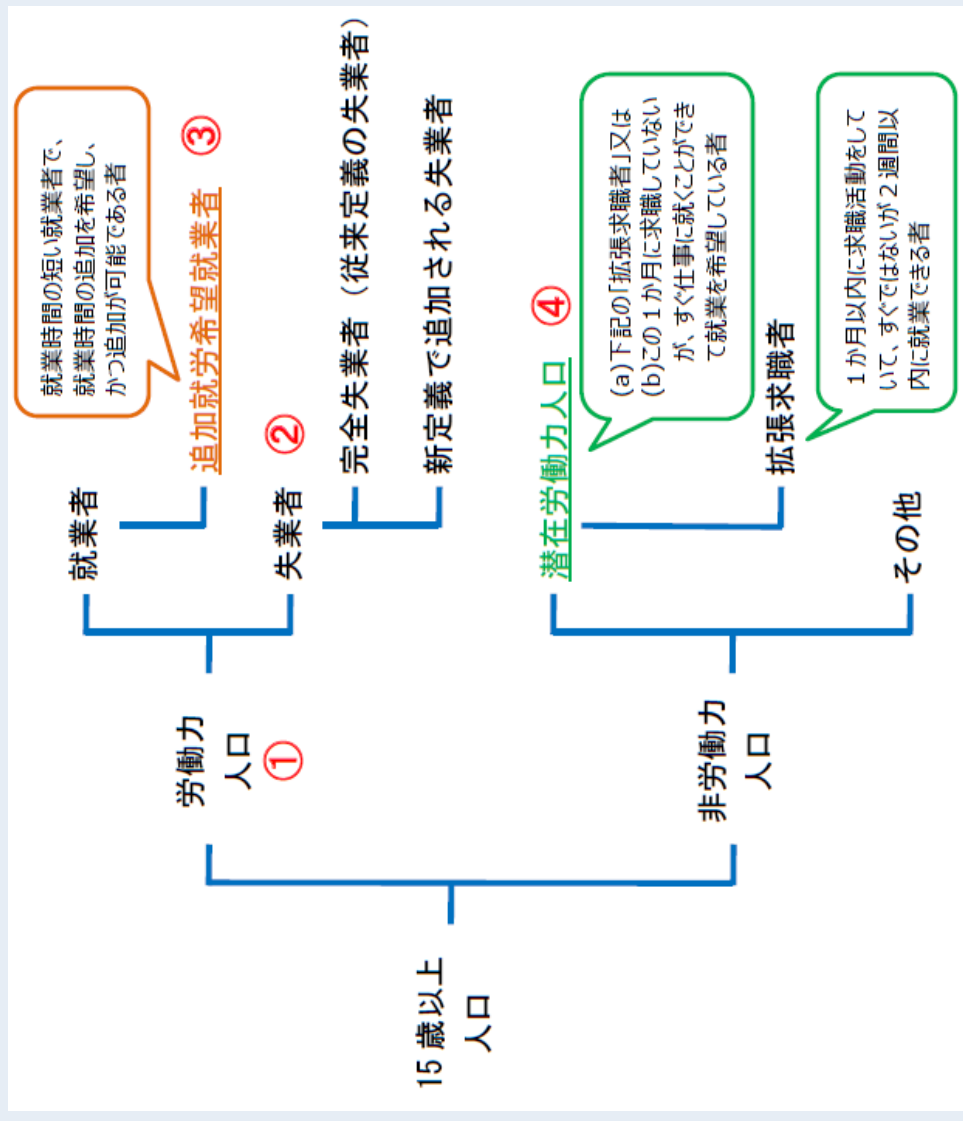 15 歳以上
人口
労働力
人口
①
就業者
追加就労希望就業者 ③
就業時間の短い就業者で、
就業時間の追加を希望し、
かつ追加が可能である者
失業者 ②
完全失業者（従来定義の失業者）
新定義で追加される失業者
非労働力
人口
潜在労働力人口 ④
(a)下記の｢拡張求職者｣又は
(b)この１か月に求職していない
が、すぐ仕事に就くことができ
て就業を希望している者
拡張求職者
１か月以内に求職活動をして
いて、すぐではないが２週間以
内に就業できる者
その他